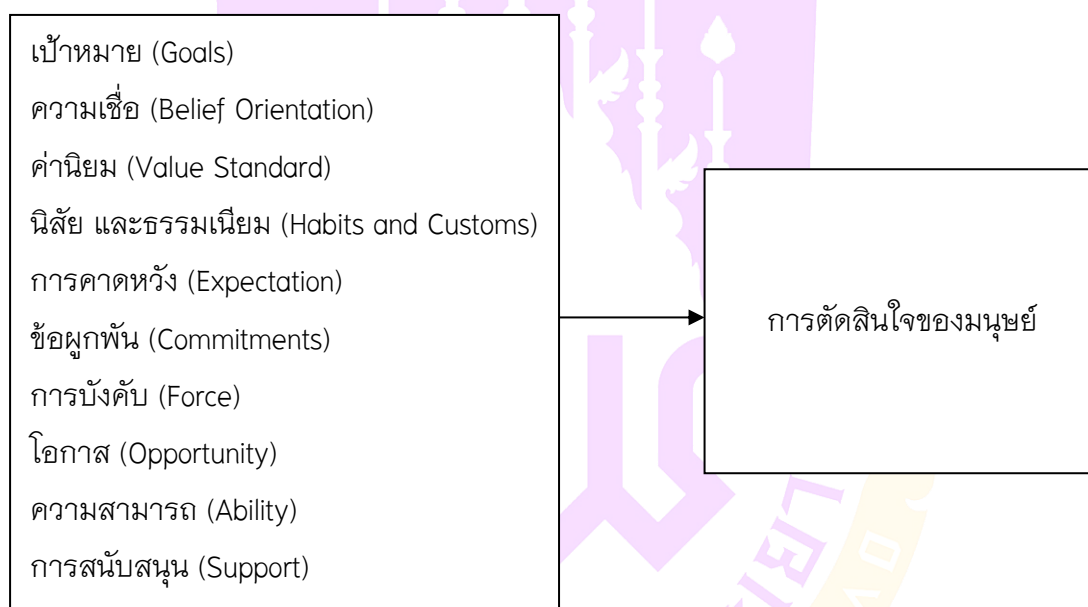 เป้าหมาย (Goals)
ความเชื่อ (Belief Orientation)
ค่านิยม (Value Standard)
นิสัย และธรรมเนียม (Habits and Customs)
การคาดหวัง (Expectation)
ข้อผูกพัน (Commitments)
การบังคับ (Force)
โอกาส (Opportunity)
ความสามารถ (Ability)
การสนับสนุน (Support)
การตัดสินใจของมนุษย์